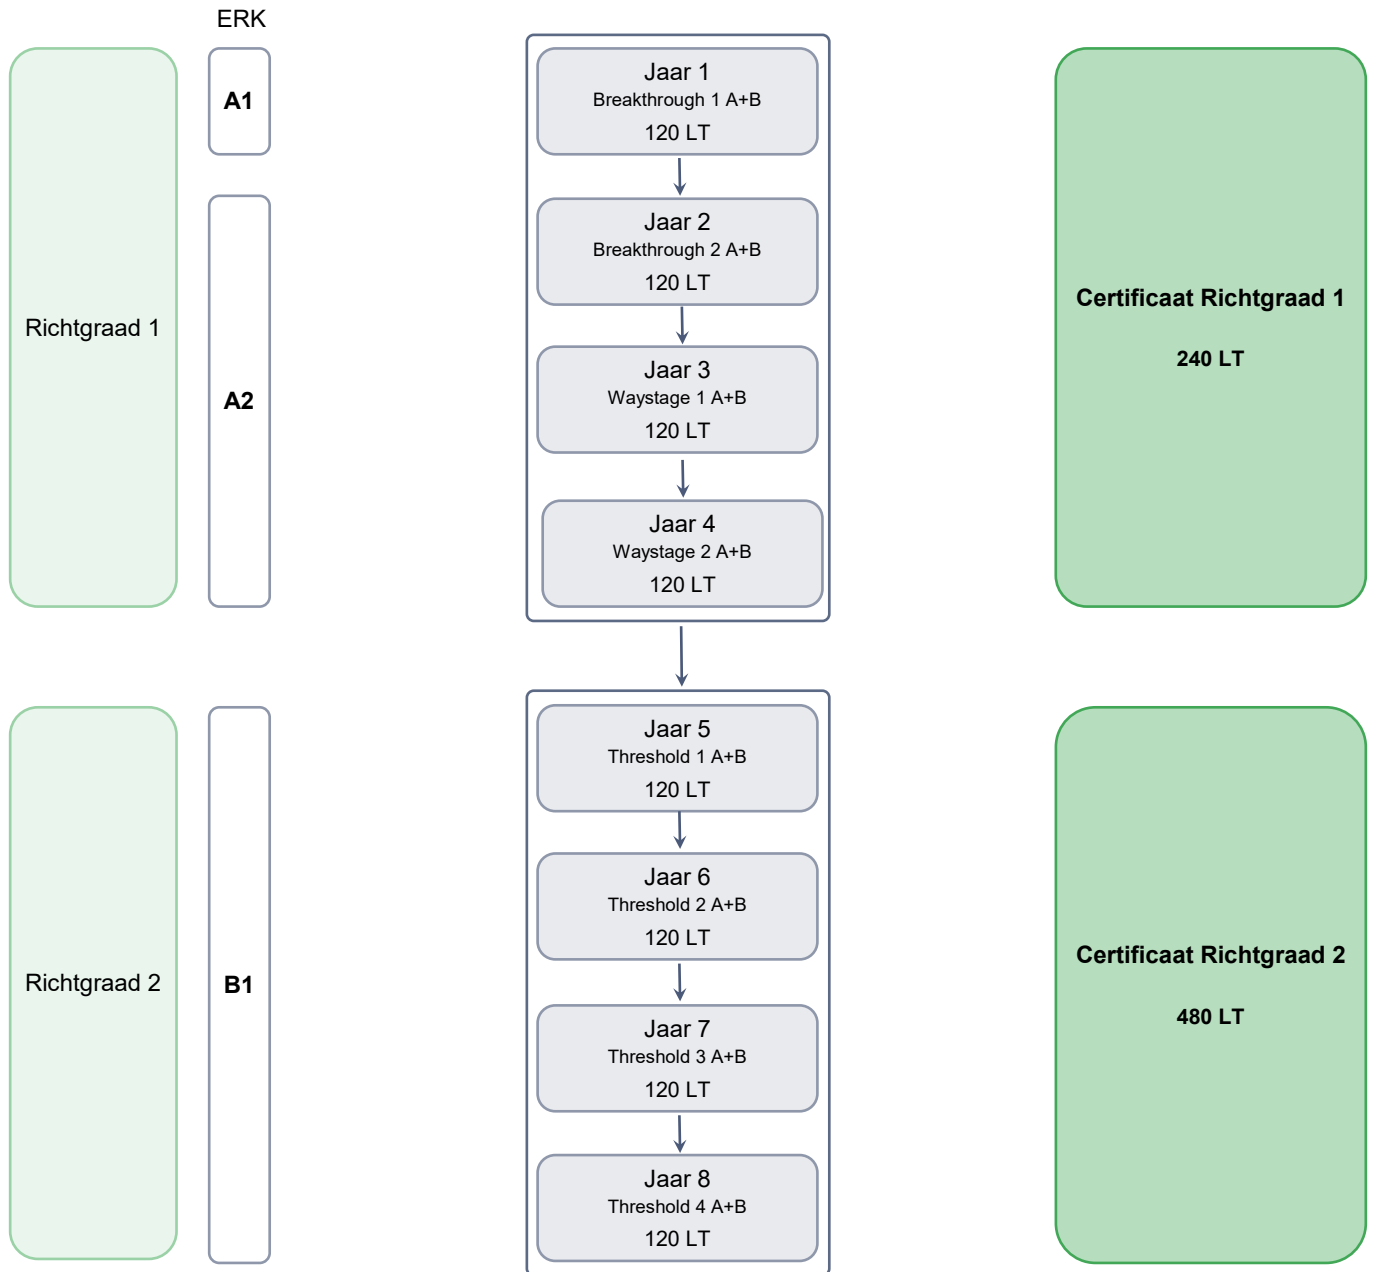 ERK
Richtgraad 1
A1
A2
Jaar 1
Breakthrough 1 A+B
120 LT
Jaar 2
Breakthrough 2 A+B
120 LT
Jaar 3
Waystage 1 A+B
120 LT
Jaar 4
Waystage 2 A+B
120 LT
Certificaat Richtgraad 1
240 LT
Richtgraad 2
B1
Jaar 5
Threshold 1 A+B
120 LT
Jaar 6
Threshold 2 A+B
120 LT
Jaar 7
Threshold 3 A+B
120 LT
Jaar 8
Threshold 4 A+B
120 LT
Certificaat Richtgraad 2
480 LT